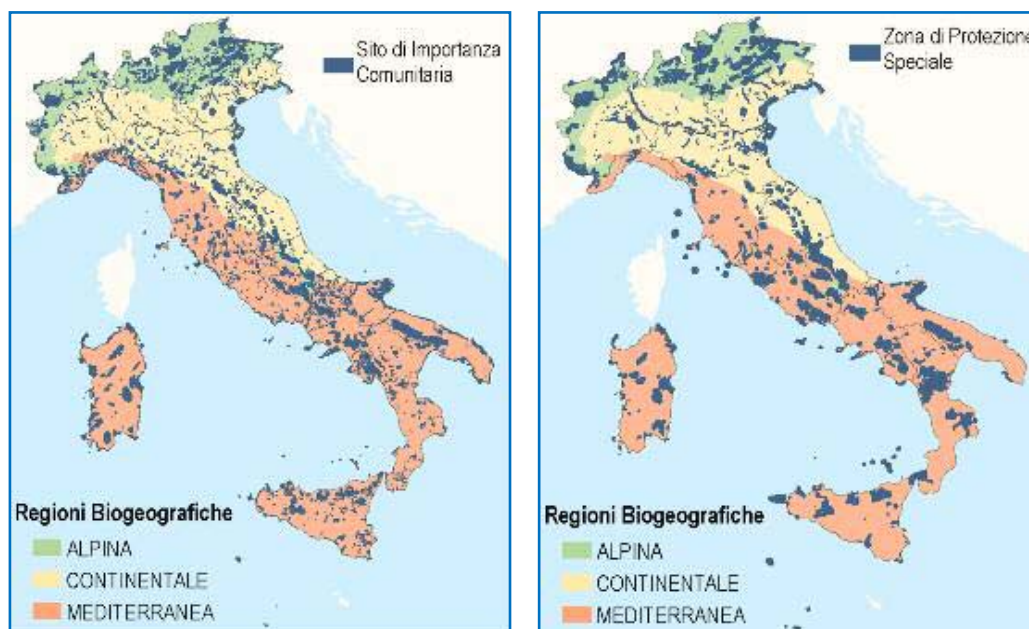 Sito di Importanza
Comunitaria
Regioni Biogeografiche
ALPINA
CONTINENTALE
MEDITERRANEA
Zona di Protezione
Speciale
Regioni Biogeografiche
ALPINA
CONTINENTALE
MEDITERRANEA